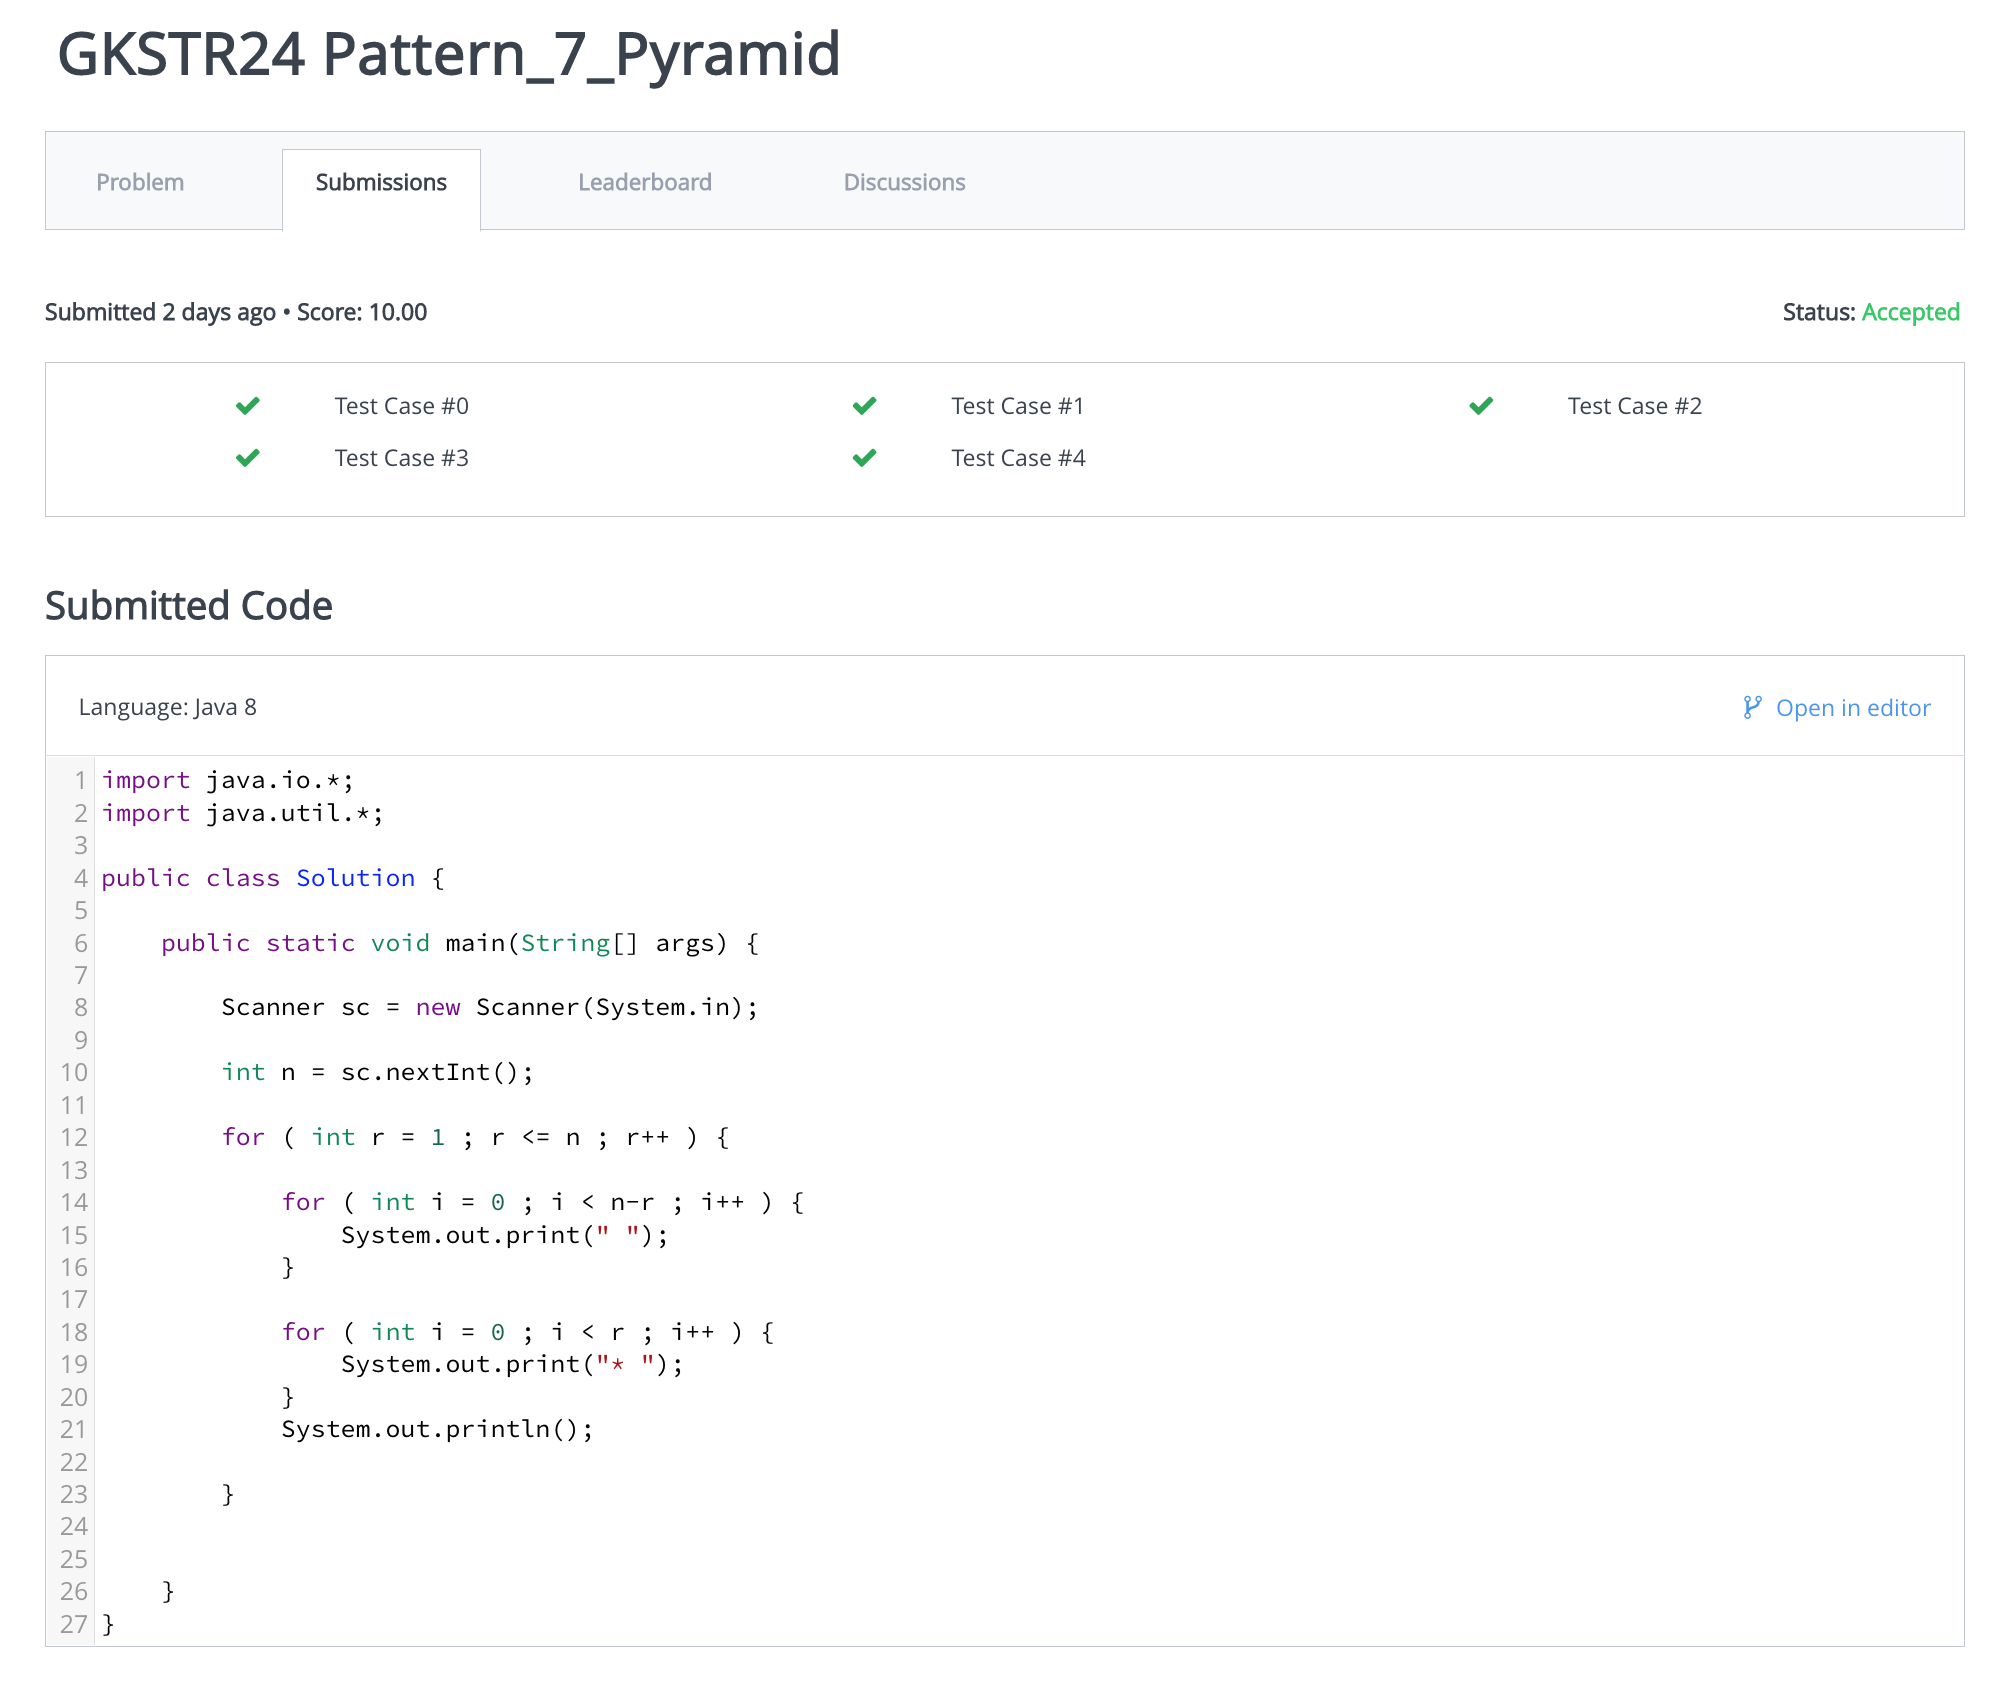 GKSTR24 Pattern_7_Pyramid
Problem Submissions Leaderboard Discussions
Submitted 2 days ago • Score: 10.00 Status: Accepted
Test Case #0 Test Case #1 Test Case #2
Test Case #3 Test Case #4
Submitted Code
Language: Java 8 Open in editor
1 import java.io.*;
2 import java.util.*;
3
4 public class Solution {
5
6     public static void main(String[] args) {
7
8         Scanner sc = new Scanner(System.in);
9
10         int n = sc.nextInt();
11
12         for ( int r = 1 ; r <= n ; r++ ) {
13
14             for ( int i = 0 ; i < n-r ; i++ ) {
15                 System.out.print(" ");
16             }
17
18             for ( int i = 0 ; i < r ; i++ ) {
19                 System.out.print("* ");
20             }
21             System.out.println();
22
23         }
24
25
26     }
27 }